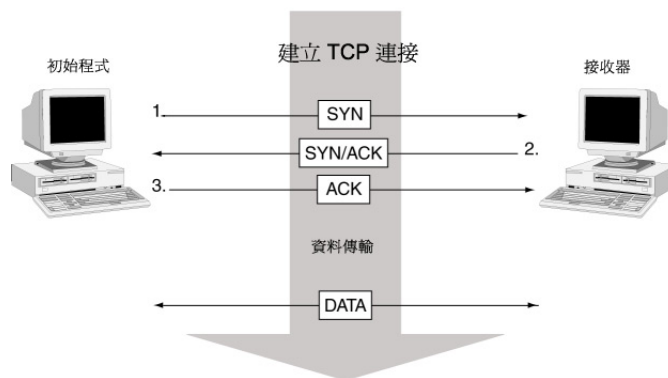 建立 TCP 連接
初始程式
接收器
1.
SYN
SYN/ACK
2.
3.
ACK
資料傳輸
DATA